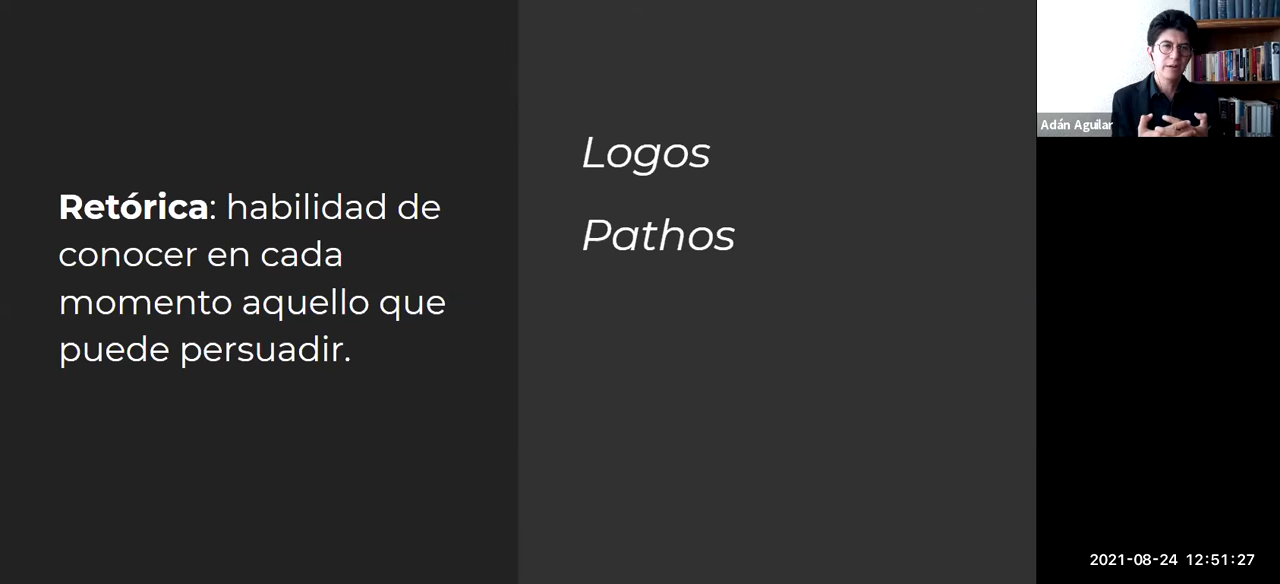 Retórica: habilidad de
conocer en cada
momento aquello que
puede persuadir.
Logos
Pathos
Adán Aguilar
2021-08-24 12:51:27